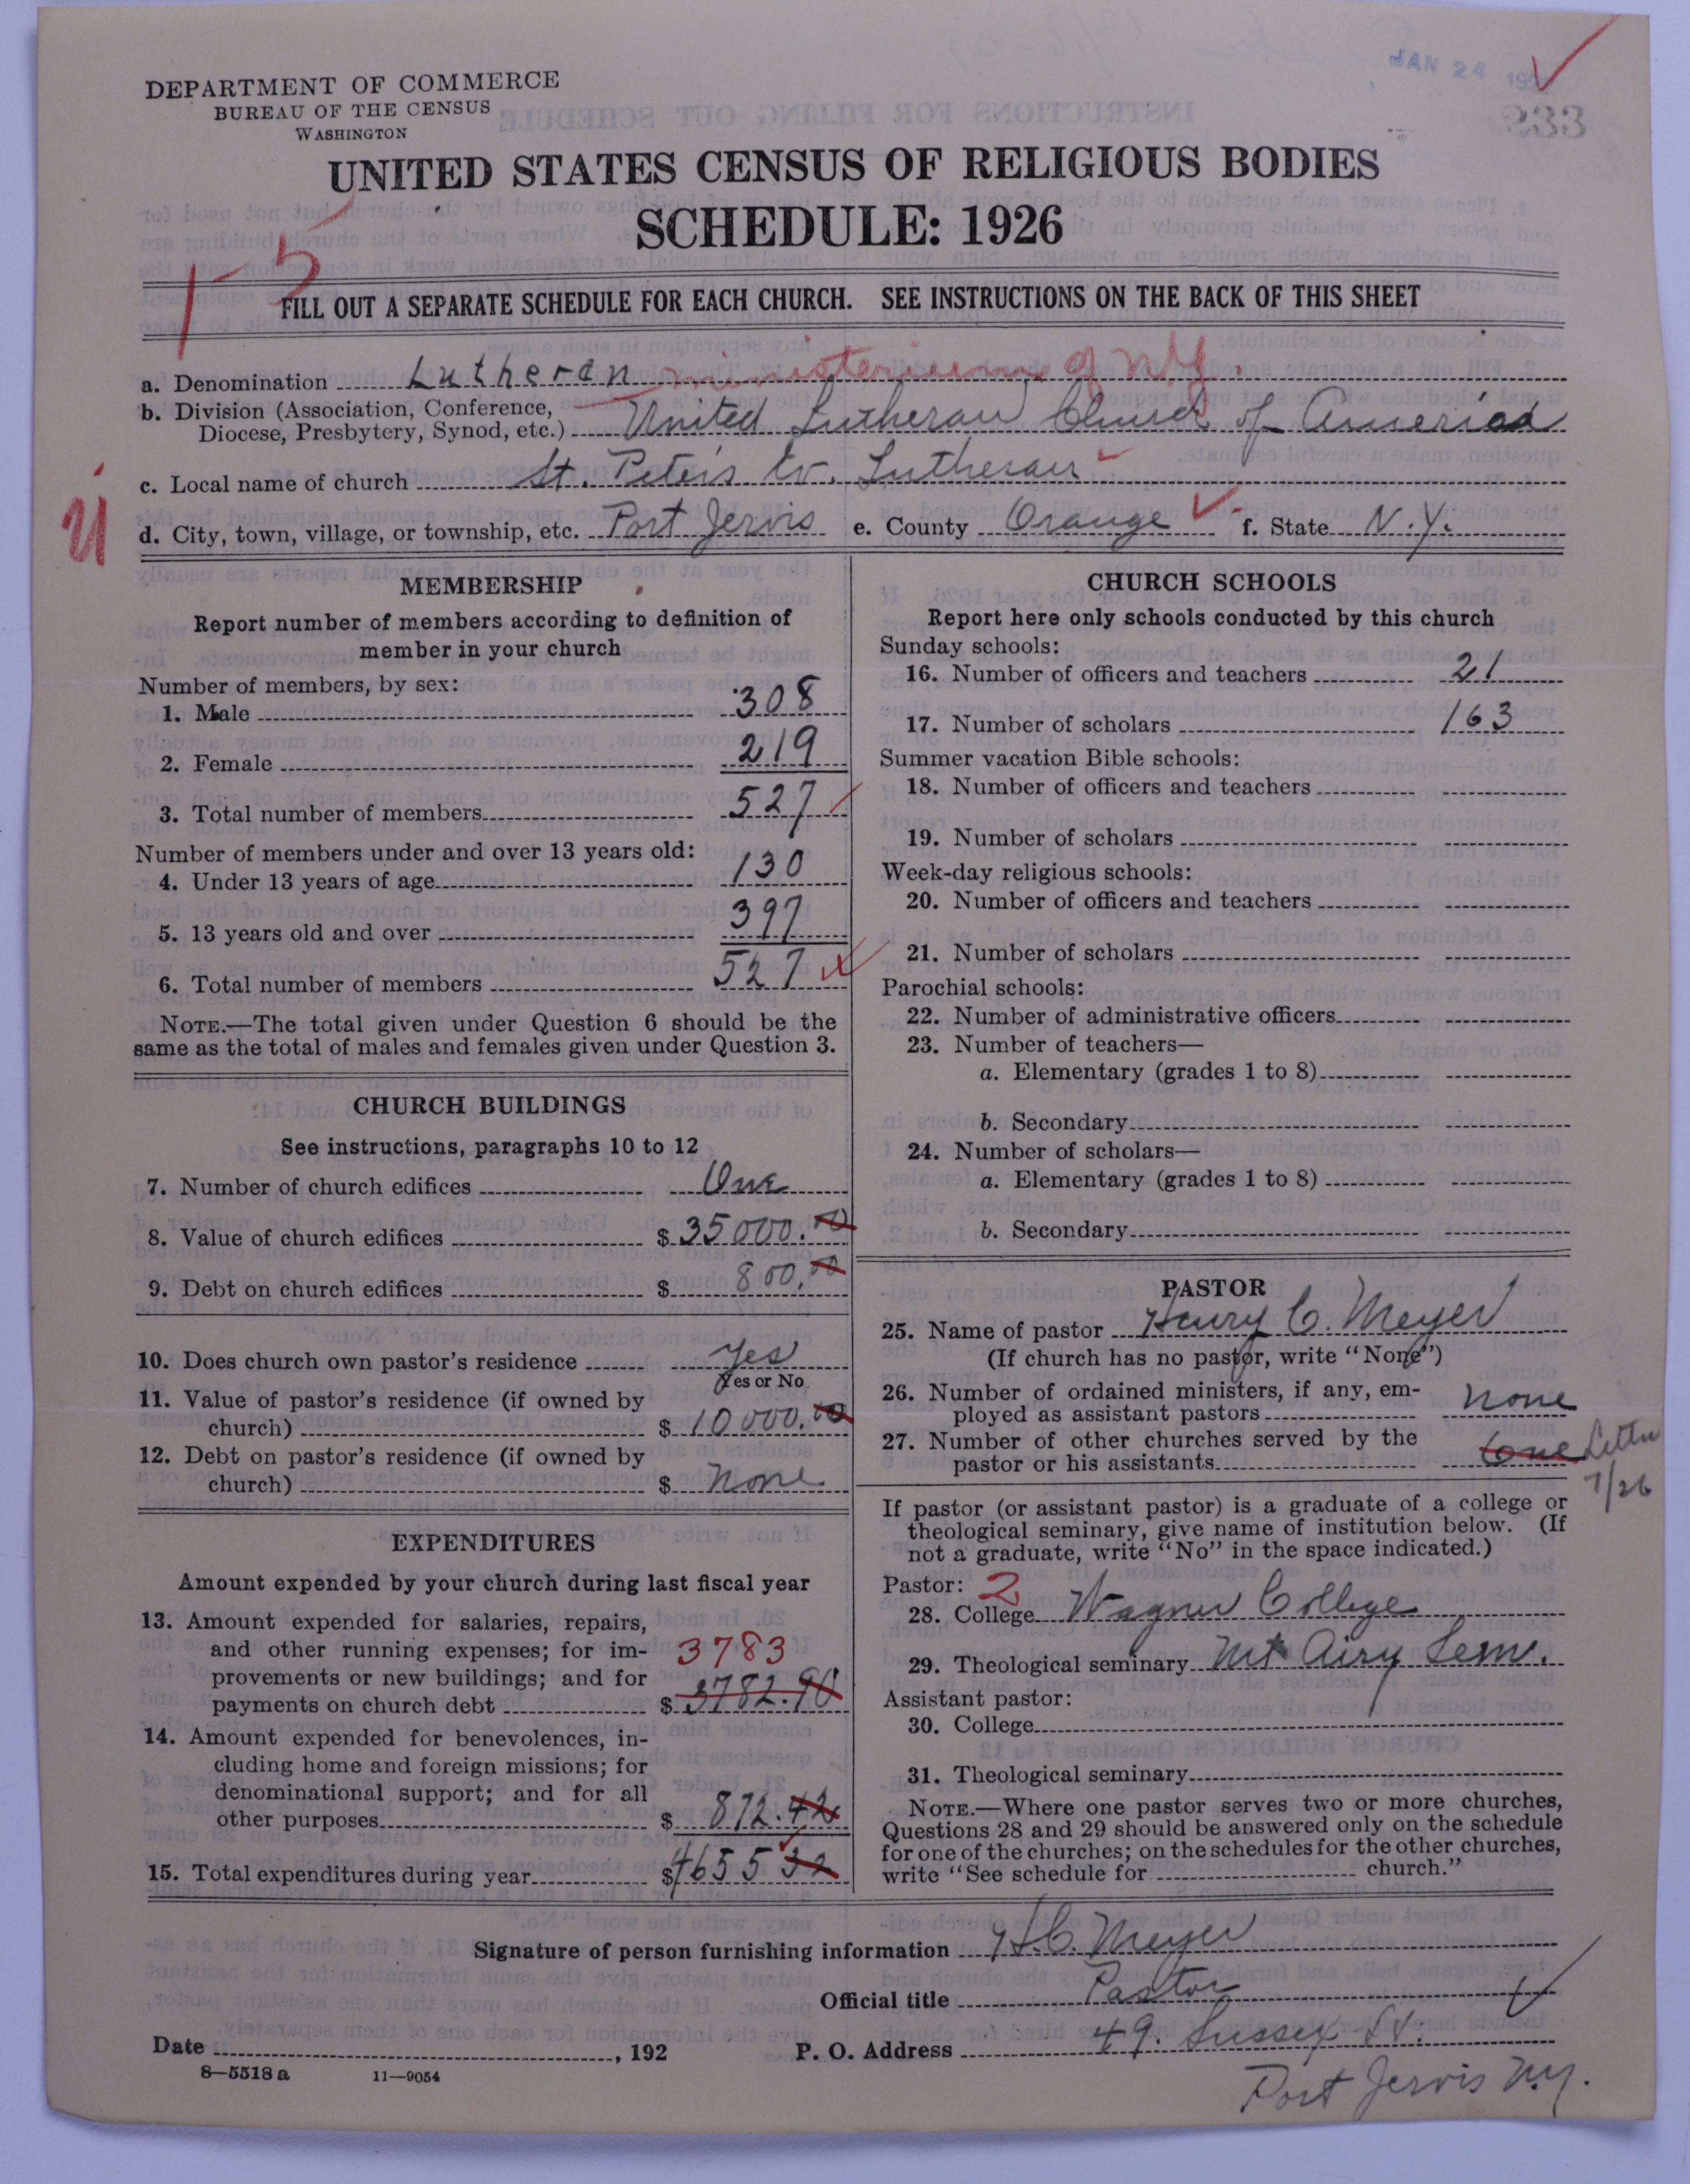 JAN 24
233
DEPARTMENT OF COMMERCE
BUREAU OF THE CENSUS
WASHINGTON
UNITED STATES CENSUS OF RELIGIOUS BODIES
SCHEDULE: 1926
1-5
FILL OUT A SEPARATE SCHEDULE FOR EACH CHURCH. SEE INSTRUCTIONS ON THE BACK OF THIS SHEET
a. Denomination Lutheran ministerium of N.Y.
b. Division (Association, Conference,
Diocese, Presbytery, Synod, etc.) United Lutheran Church of America
c. Local name of church St. Peter's Ev. Lutheran
d. City, town, village, or township, etc. Port Jervis e. County Orange f. State N.Y.
MEMBERSHIP
Report number of members according to definition of
member in your church
Number of members, by sex:
1. Male 308
2. Female 219
3. Total number of members 527
Number of members under and over 13 years old:
4. Under 13 years of age 130
5. 13 years old and over 397
6. Total number of members 527
NOTE.—The total given under Question 6 should be the
same as the total of males and females given under Question 3.
CHURCH BUILDINGS
See instructions, paragraphs 10 to 12
7. Number of church edifices One
8. Value of church edifices $ 35000.00
9. Debt on church edifices $ 800.00
10. Does church own pastor's residence Yes
Yes or No
11. Value of pastor's residence (if owned by
church) $ 10000.00
12. Debt on pastor's residence (if owned by
church) $ None
EXPENDITURES
Amount expended by your church during last fiscal year
13. Amount expended for salaries, repairs,
and other running expenses; for im- 3783
provements or new buildings; and for
payments on church debt $ 3782.90
14. Amount expended for benevolences, in-
cluding home and foreign missions; for
denominational support; and for all
other purposes $ 872.42
15. Total expenditures during year $ 4655 32
CHURCH SCHOOLS
Report here only schools conducted by this church
Sunday schools:
16. Number of officers and teachers 21
17. Number of scholars 163
Summer vacation Bible schools:
18. Number of officers and teachers
19. Number of scholars
Week-day religious schools:
20. Number of officers and teachers
21. Number of scholars
Parochial schools:
22. Number of administrative officers
23. Number of teachers—
a. Elementary (grades 1 to 8)
b. Secondary
24. Number of scholars—
a. Elementary (grades 1 to 8)
b. Secondary
PASTOR
25. Name of pastor Henry C. Meyer
(If church has no pastor, write "None")
26. Number of ordained ministers, if any, em-
ployed as assistant pastors none
27. Number of other churches served by the
pastor or his assistants one Letter
7/26
If pastor (or assistant pastor) is a graduate of a college or
theological seminary, give name of institution below. (If
not a graduate, write "No" in the space indicated.)
Pastor: 2
28. College Wagner College
29. Theological seminary Mt Airy Sem.
Assistant pastor:
30. College
31. Theological seminary
NOTE.—Where one pastor serves two or more churches,
Questions 28 and 29 should be answered only on the schedule
for one of the churches; on the schedules for the other churches,
write "See schedule for church."
Signature of person furnishing information H.C. Meyer
Official title Pastor
Date , 192 P. O. Address 49. Sussex St.
8—5518 a 11—9054
Port Jervis N.Y.